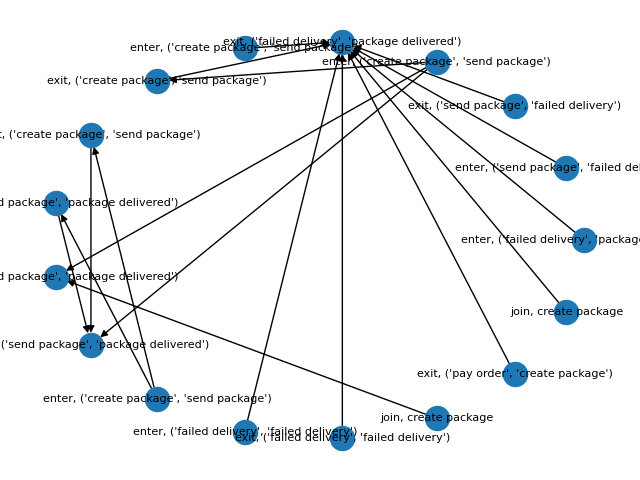 exit, ('failed delivery', 'package delivered')
enter, ('create package', 'send package')
enter, ('create package', 'send package')
exit, ('create package', 'send package')
exit, ('send package', 'failed delivery')
t, ('create package', 'send package')
enter, ('send package', 'failed del
d package', 'package delivered')
enter, ('failed delivery', 'package
d package', 'package delivered')
join, create package
('send package', 'package delivered')
exit, ('pay order', 'create package')
enter, ('create package', 'send package')
join, create package
enter, ('failed delivery', 'failed delivery')
exit, ('failed delivery', 'failed delivery')